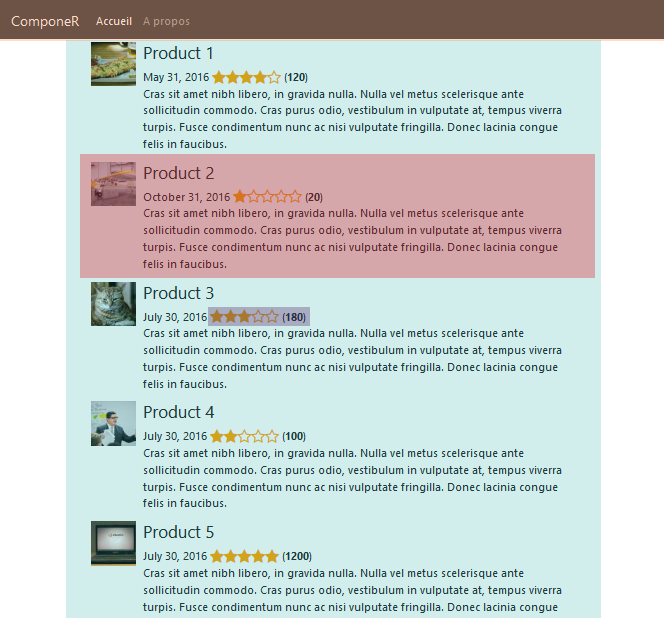 ComponeR Accueil A propos
Product 1
May 31, 2016 (120)
Cras sit amet nibh libero, in gravida nulla. Nulla vel metus scelerisque ante
sollicitudin commodo. Cras purus odio, vestibulum in vulputate at, tempus viverra
turpis. Fusce condimentum nunc ac nisi vulputate fringilla. Donec lacinia congue
felis in faucibus.
Product 2
October 31, 2016 (20)
Cras sit amet nibh libero, in gravida nulla. Nulla vel metus scelerisque ante
sollicitudin commodo. Cras purus odio, vestibulum in vulputate at, tempus viverra
turpis. Fusce condimentum nunc ac nisi vulputate fringilla. Donec lacinia congue
felis in faucibus.
Product 3
July 30, 2016 (180)
Cras sit amet nibh libero, in gravida nulla. Nulla vel metus scelerisque ante
sollicitudin commodo. Cras purus odio, vestibulum in vulputate at, tempus viverra
turpis. Fusce condimentum nunc ac nisi vulputate fringilla. Donec lacinia congue
felis in faucibus.
Product 4
July 30, 2016 (100)
Cras sit amet nibh libero, in gravida nulla. Nulla vel metus scelerisque ante
sollicitudin commodo. Cras purus odio, vestibulum in vulputate at, tempus viverra
turpis. Fusce condimentum nunc ac nisi vulputate fringilla. Donec lacinia congue
felis in faucibus.
Product 5
July 30, 2016 (1200)
Cras sit amet nibh libero, in gravida nulla. Nulla vel metus scelerisque ante
sollicitudin commodo. Cras purus odio, vestibulum in vulputate at, tempus viverra
turpis. Fusce condimentum nunc ac nisi vulputate fringilla. Donec lacinia congue